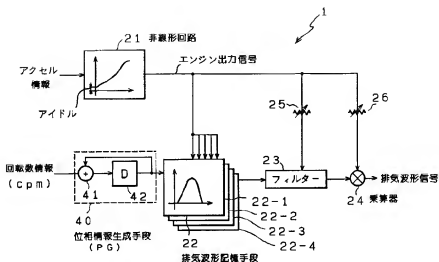 1
21
非線形回路
アクセル
情報
エンジン出力信号
アイドル
25
26
23
フィルター
排気波形信号
24
乗算器
回転数情報
(cpm)
+
D
41
42
40
位相情報生成手段
(PG)
22-1
22-2
22-3
22-4
22
排気波形記憶手段